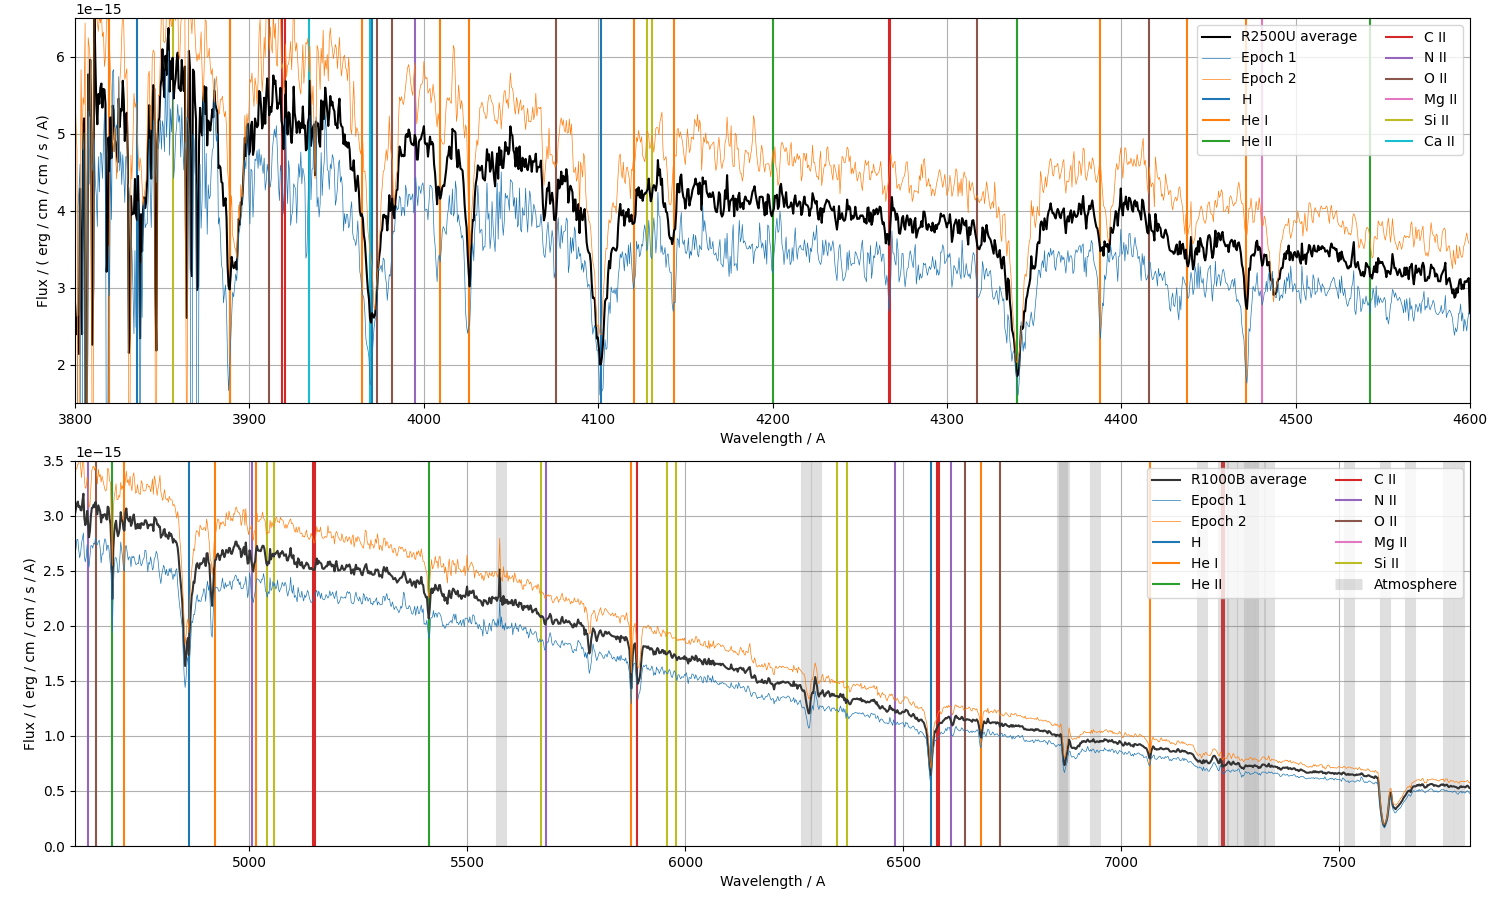 1e−15
6
5
4
3
2
Flux / ( erg / cm / cm / s / A)
R2500U average
Epoch 1
Epoch 2
H
He I
He II
C II
N II
O II
Mg II
Si II
Ca II
3800 3900 4000 4100 4200 4300 4400 4500 4600
Wavelength / A
1e−15
3.5
3.0
2.5
2.0
1.5
1.0
0.5
0.0
Flux / ( erg / cm / cm / s / A)
R1000B average
Epoch 1
Epoch 2
H
He I
He II
C II
N II
O II
Mg II
Si II
Atmosphere
5000 5500 6000 6500 7000 7500
Wavelength / A